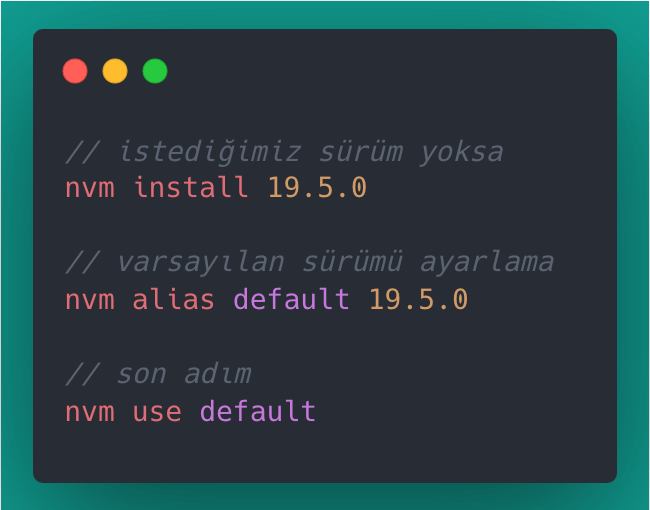 // istediğimiz sürüm yoksa
nvm install 19.5.0
// varsayılan sürümü ayarlama
nvm alias default 19.5.0
// son adım
nvm use default